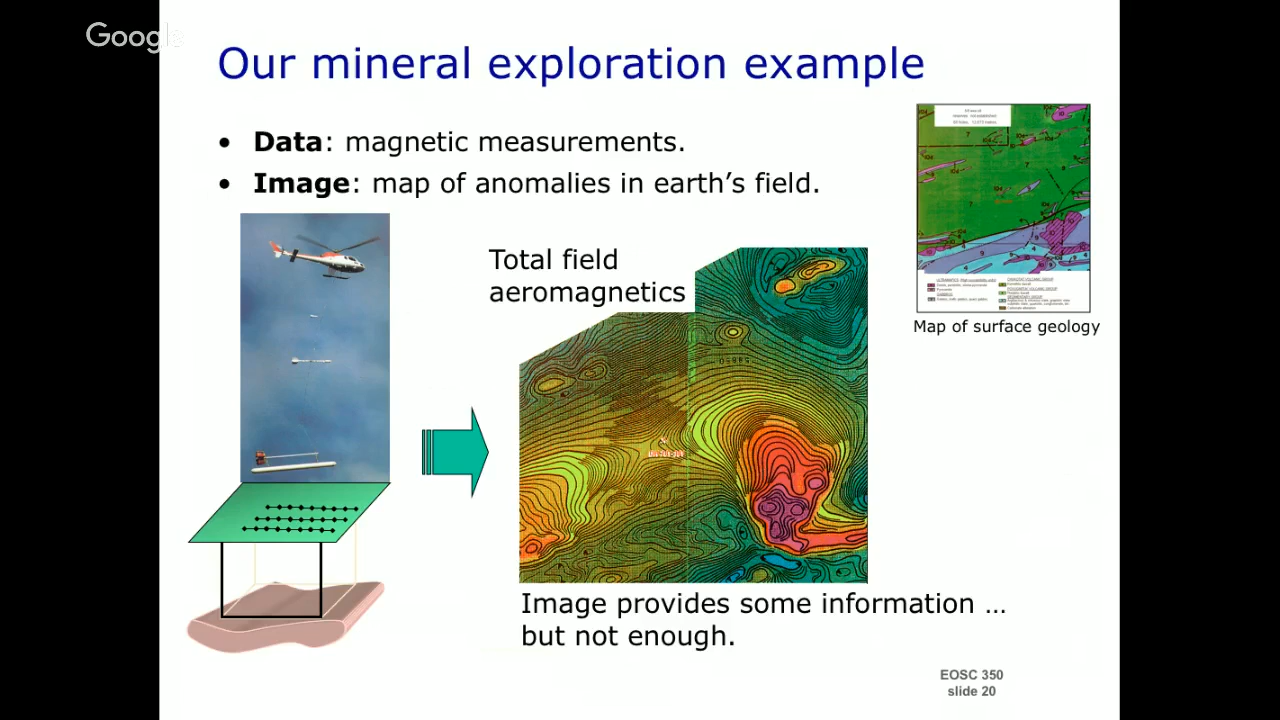 Google
Our mineral exploration example
• Data: magnetic measurements.
• Image: map of anomalies in earth’s field.
Total field
aeromagnetics
Map of surface geology
Image provides some information …
but not enough.
EOSC 350
slide 20